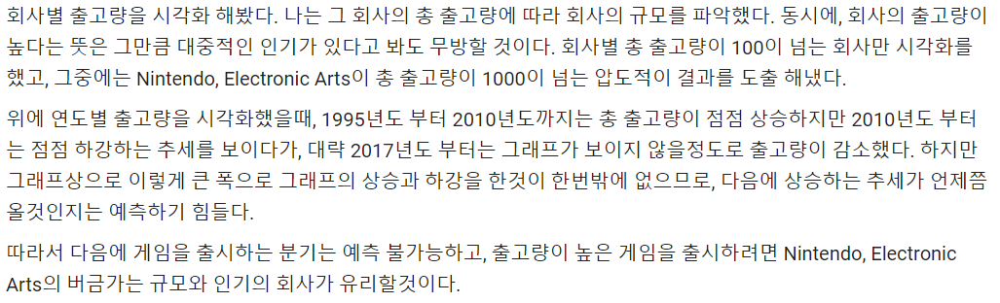 회사별 출고량을 시각화 해봤다. 나는 그 회사의 총 출고량에 따라 회사의 규모를 파악했다. 동시에, 회사의 출고량이
높다는 뜻은 그만큼 대중적인 인기가 있다고 봐도 무방할 것이다. 회사별 총 출고량이 100이 넘는 회사만 시각화를
했고, 그중에는 Nintendo, Electronic Arts이 총 출고량이 1000이 넘는 압도적이 결과를 도출 해냈다.
위에 연도별 출고량을 시각화했을때, 1995년도 부터 2010년도까지는 총 출고량이 점점 상승하지만 2010년도 부터
는 점점 하강하는 추세를 보이다가, 대략 2017년도 부터는 그래프가 보이지 않을정도로 출고량이 감소했다. 하지만
그래프상으로 이렇게 큰 폭으로 그래프의 상승과 하강을 한것이 한번밖에 없으므로, 다음에 상승하는 추세가 언제쯤
올것인지는 예측하기 힘들다.
따라서 다음에 게임을 출시하는 분기는 예측 불가능하고, 출고량이 높은 게임을 출시하려면 Nintendo, Electronic
Arts의 버금가는 규모와 인기의 회사가 유리할것이다.